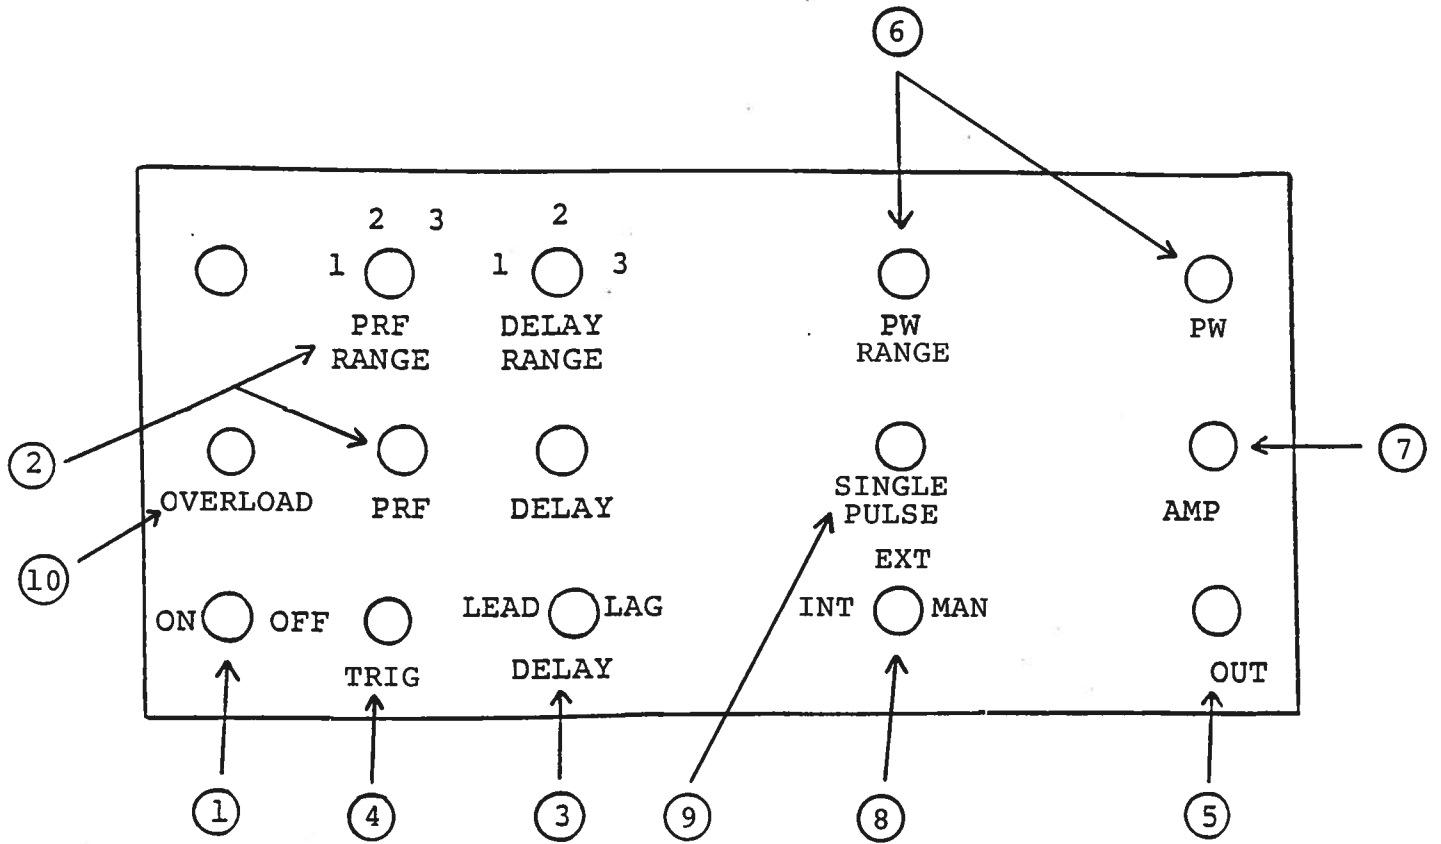 6
2 3 2
1 1 3
PRF DELAY PW PW
RANGE RANGE RANGE
2 7
OVERLOAD PRF DELAY SINGLE AMP
PULSE
10 EXT
ON OFF LEAD LAG INT MAN
TRIG DELAY OUT
1 4 3 9 8 5